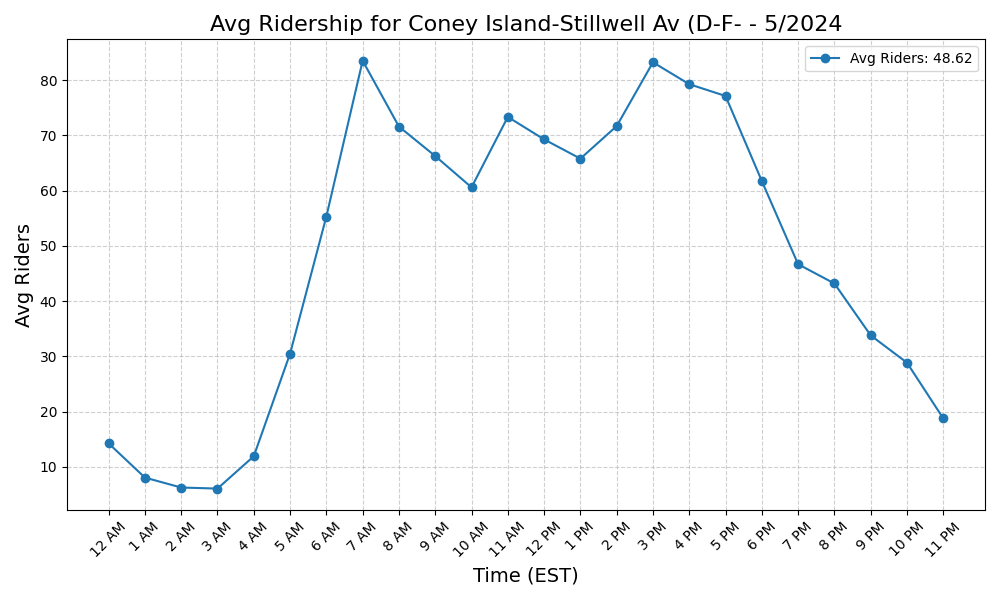 Avg Ridership for Coney Island-Stillwell Av (D-F- - 5/2024
Avg Riders: 48.62
Avg Riders
80
70
60
50
40
30
20
10
12 AM
1 AM
2 AM
3 AM
4 AM
5 AM
6 AM
7 AM
8 AM
9 AM
10 AM
11 AM
12 PM
1 PM
2 PM
3 PM
4 PM
5 PM
6 PM
7 PM
8 PM
9 PM
10 PM
11 PM
Time (EST)